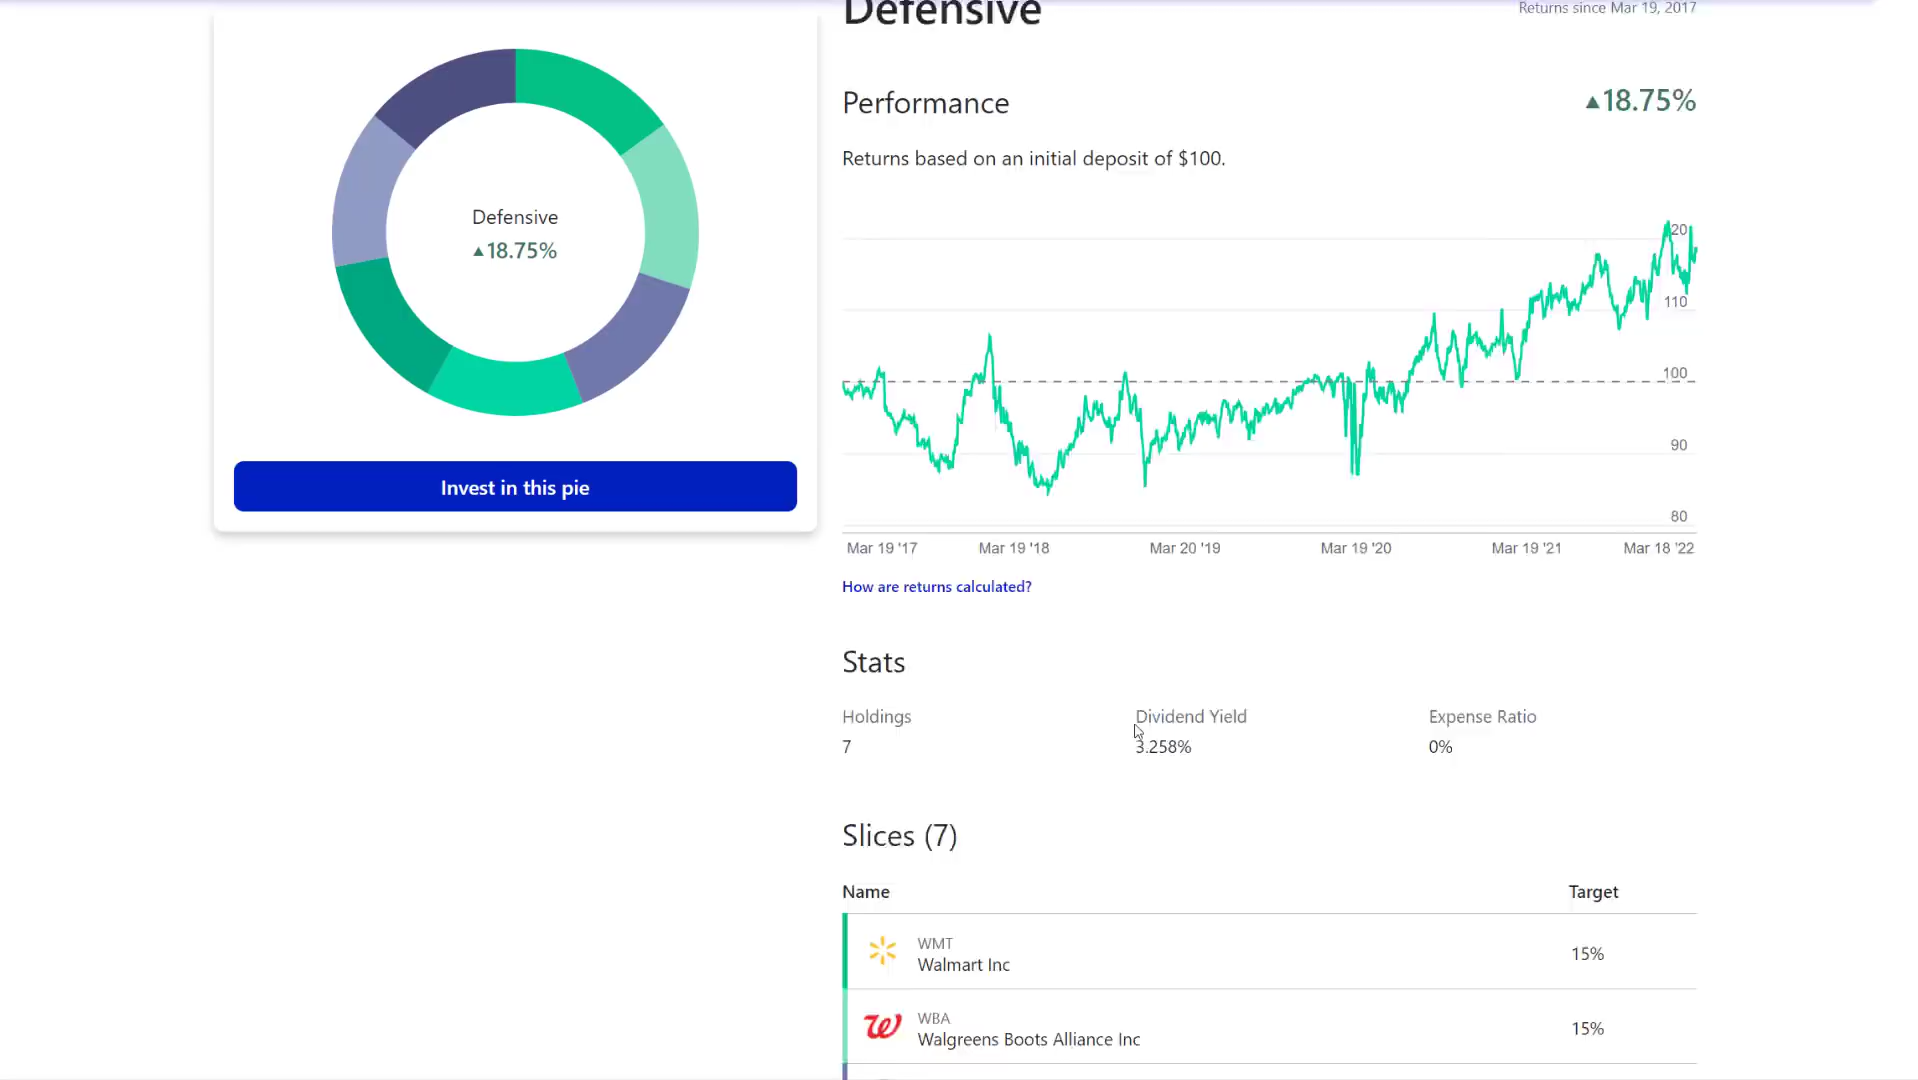 Defensive
Returns since Mar 19, 2017
Defensive
▲18.75%
Invest in this pie
Performance
▲18.75%
Returns based on an initial deposit of $100.
20
110
100
90
80
Mar 19 '17
Mar 19 '18
Mar 20 '19
Mar 19 '20
Mar 19 '21
Mar 18 '22
How are returns calculated?
Stats
Holdings
Dividend Yield
Expense Ratio
7
3.258%
0%
Slices (7)
Name
Target
WMT
Walmart Inc
15%
WBA
Walgreens Boots Alliance Inc
15%